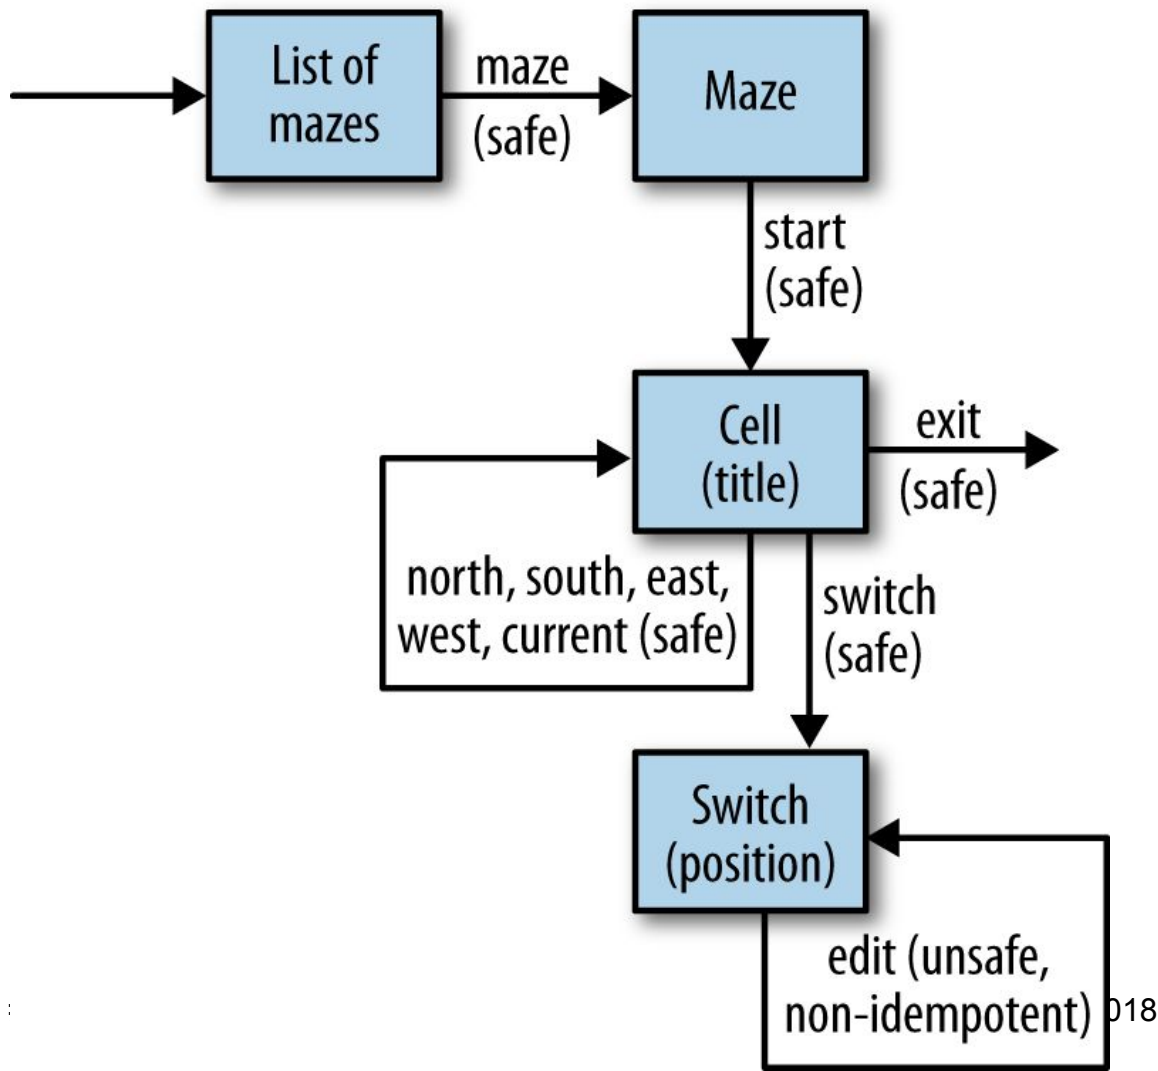 List of
mazes
maze
(safe)
Maze
start
(safe)
Cell
(title)
exit
(safe)
north, south, east,
west, current (safe)
switch
(safe)
Switch
(position)
edit (unsafe,
non-idempotent)
018